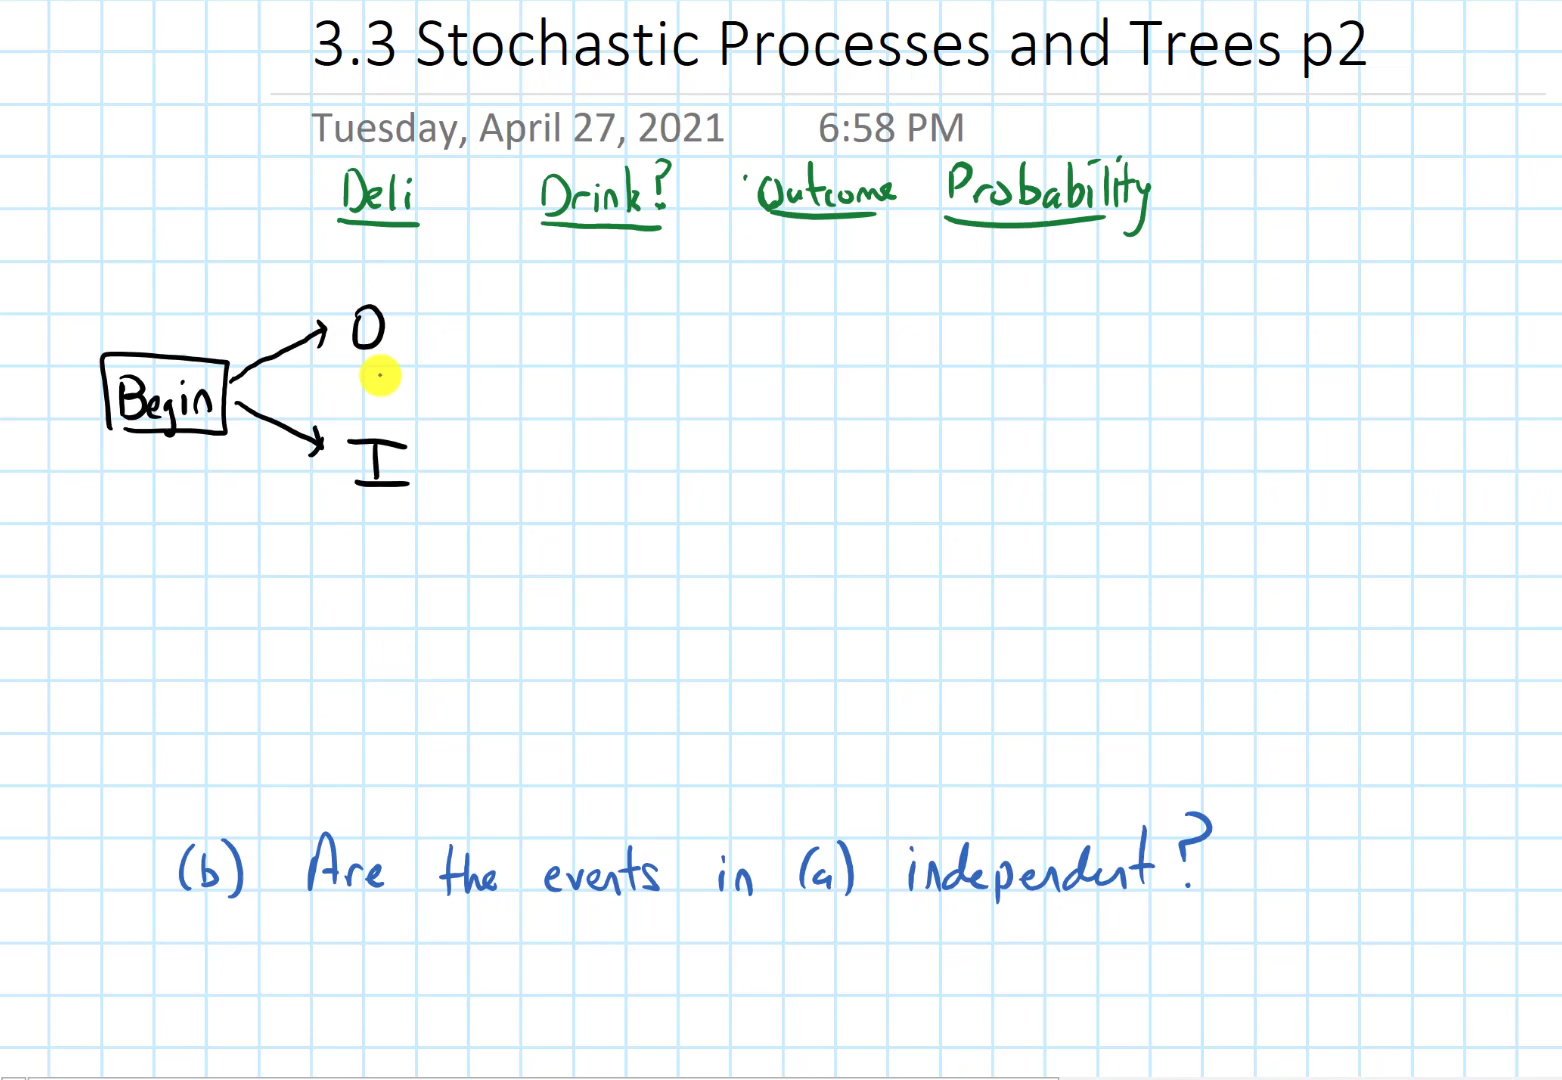 3.3 Stochastic Processes and Trees p2
Tuesday, April 27, 2021 6:58 PM
Deli Drink? Outcome Probability
O
Begin
I
(b) Are the events in (a) independent?